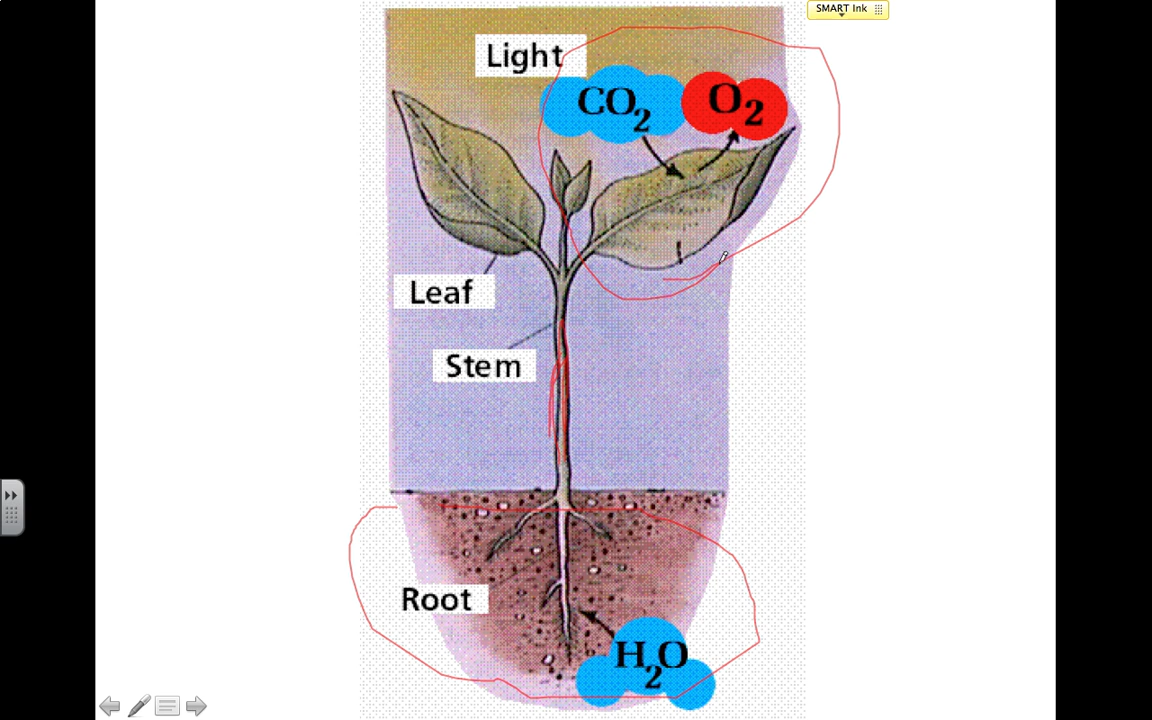 SMART Ink
Light
CO₂
O₂
Leaf
Stem
Root
H₂O